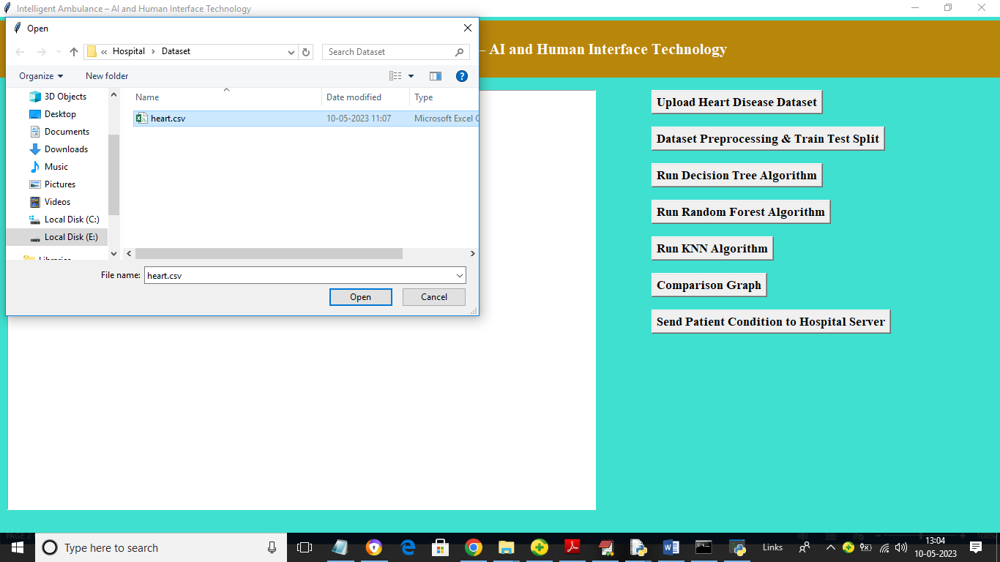 Intelligent Ambulance – AI and Human Interface Technology
Open
« Hospital › Dataset
Search Dataset
– AI and Human Interface Technology
Organize
New folder
3D Objects
Desktop
Documents
Downloads
Music
Pictures
Videos
Local Disk (C:)
Local Disk (E:)
Name
Date modified
Type
heart.csv
10-05-2023 11:07
Microsoft Excel
File name:
heart.csv
Open
Cancel
Upload Heart Disease Dataset
Dataset Preprocessing & Train Test Split
Run Decision Tree Algorithm
Run Random Forest Algorithm
Run KNN Algorithm
Comparison Graph
Send Patient Condition to Hospital Server
Type here to search
Links
13:04
10-05-2023